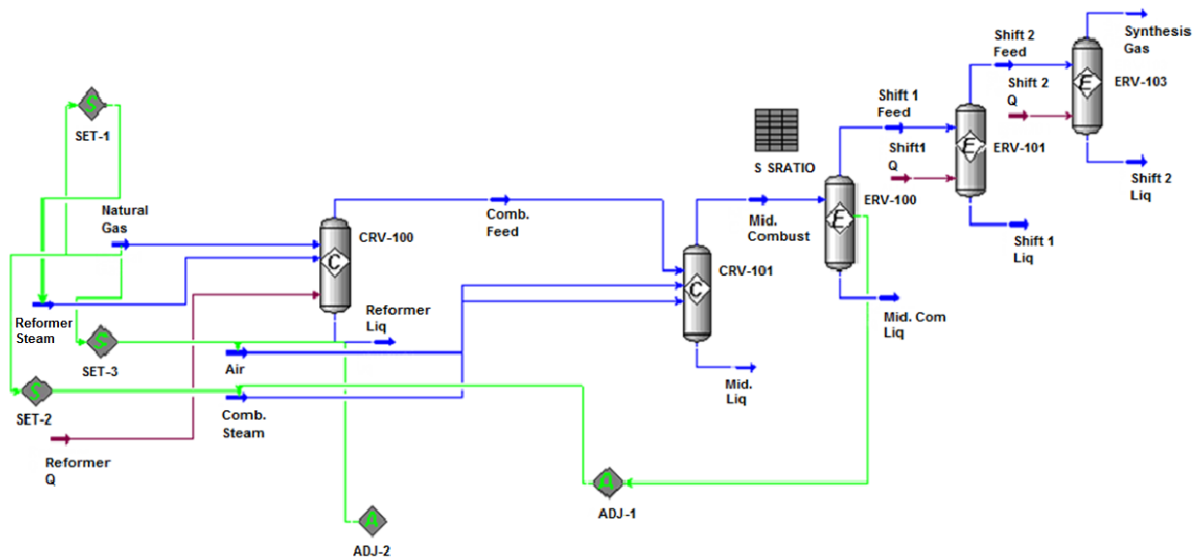 Synthesis
Gas
Shift 2
Feed
ERV-103
Shift 2
Q
Shift 1
Feed
S
SET-1
E
S SRATIO
Shift1
Q
E
ERV-101
Shift 2
Liq
ERV-100
Natural
Gas
Comb.
Feed
Mid.
Combust
E
CRV-100
Shift 1
Liq
C
CRV-101
C
Reformer
Steam
Reformer
Liq
Mid. Com
Liq
S
SET-3
Air
Mid.
Liq
S
SET-2
Comb.
Steam
Reformer
Q
A
ADJ-1
A
ADJ-2